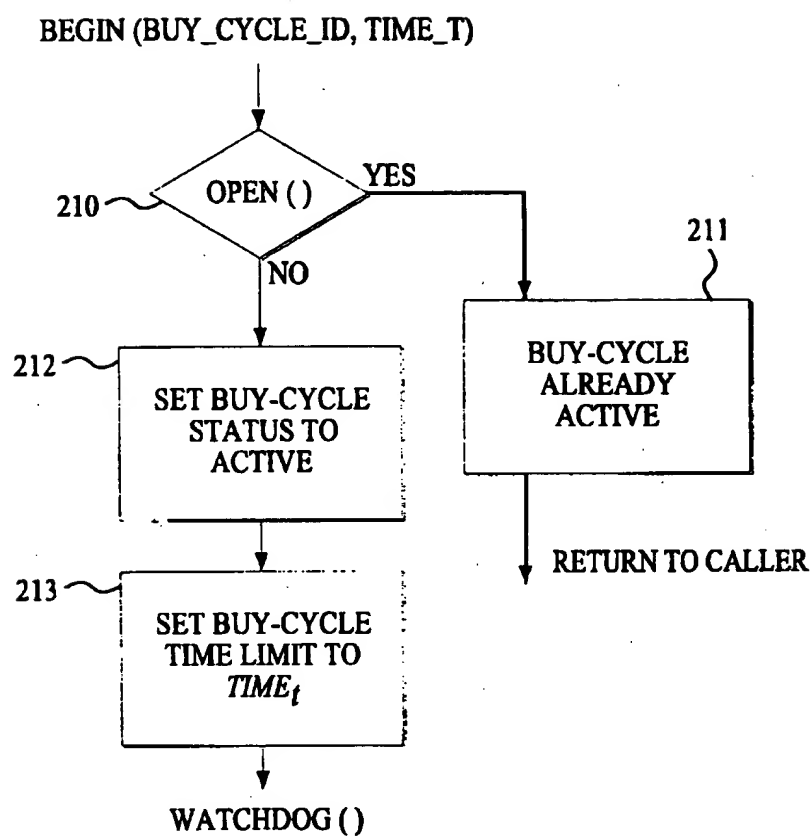 BEGIN (BUY_CYCLE_ID, TIME_T)
OPEN ( )
YES
210
NO
211
212
SET BUY-CYCLE
STATUS TO
ACTIVE
BUY-CYCLE
ALREADY
ACTIVE
RETURN TO CALLER
213
SET BUY-CYCLE
TIME LIMIT TO
TIMEt
WATCHDOG ( )